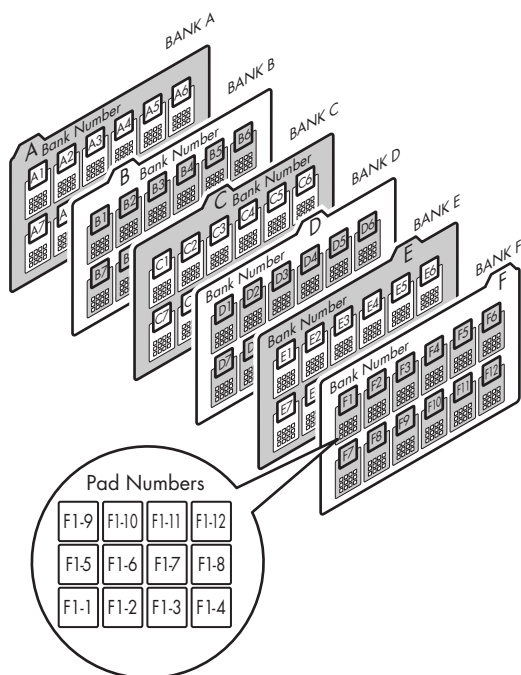 BANK A
A Bank Number
A1 A2 A3 A4 A5 A6
A7
BANK B
B Bank Number
B1 B2 B3 B4 B5 B6
B7
BANK C
C Bank Number
C1 C2 C3 C4 C5 C6
C7
BANK D
D
Bank Number
D1 D2 D3 D4 D5 D6
D7
BANK E
E
Bank Number
E1 E2 E3 E4 E5 E6
E7
BANK F
F
Bank Number
F1 F2 F3 F4 F5 F6
F7 F8 F9 F10 F11 F12
Pad Numbers
F1-9 F1-10 F1-11 F1-12
F1-5 F1-6 F1-7 F1-8
F1-1 F1-2 F1-3 F1-4